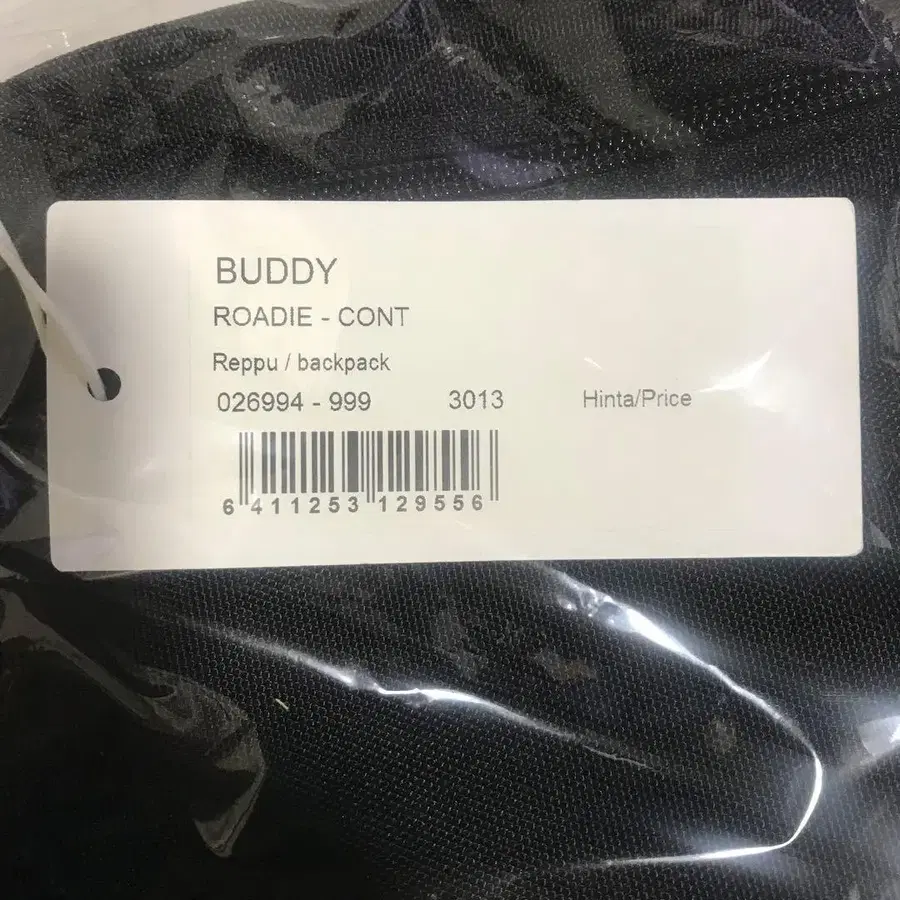 BUDDY
ROADIE - CONT
Reppu / backpack
026994 - 999 3013 Hinta/Price
6 411253 129556